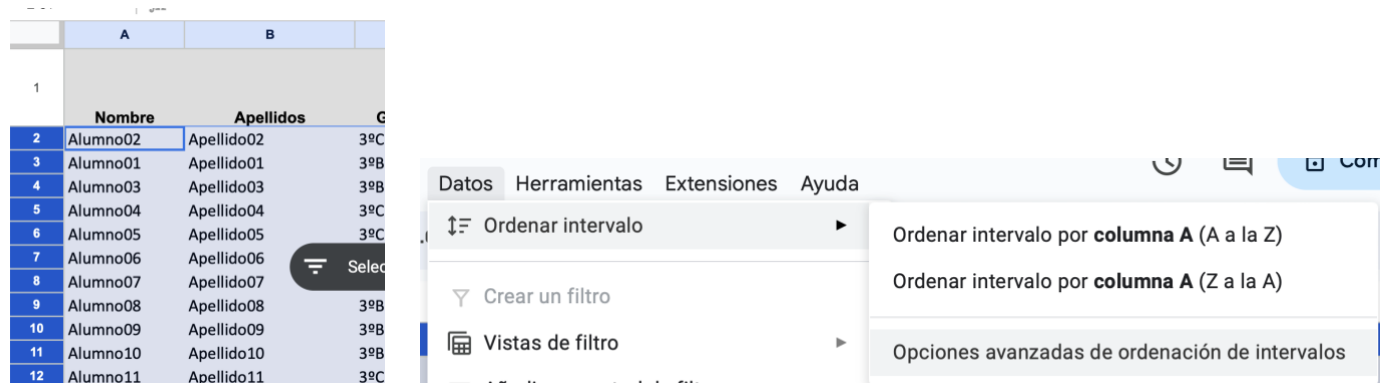 A B
1
Nombre Apellidos
2 Alumno02 Apellido02 3ºC
3 Alumno01 Apellido01 3ºB
4 Alumno03 Apellido03 3ºB
5 Alumno04 Apellido04 3ºC
6 Alumno05 Apellido05 3ºC
7 Alumno06 Apellido06
8 Alumno07 Apellido07
9 Alumno08 Apellido08 3ºB
10 Alumno09 Apellido09 3ºB
11 Alumno10 Apellido10 3ºB
12 Alumno11 Apellido11 3ºC
Selec
Datos Herramientas Extensiones Ayuda
Ordenar intervalo
Crear un filtro
Vistas de filtro
Ordenar intervalo por columna A (A a la Z)
Ordenar intervalo por columna A (Z a la A)
Opciones avanzadas de ordenación de intervalos